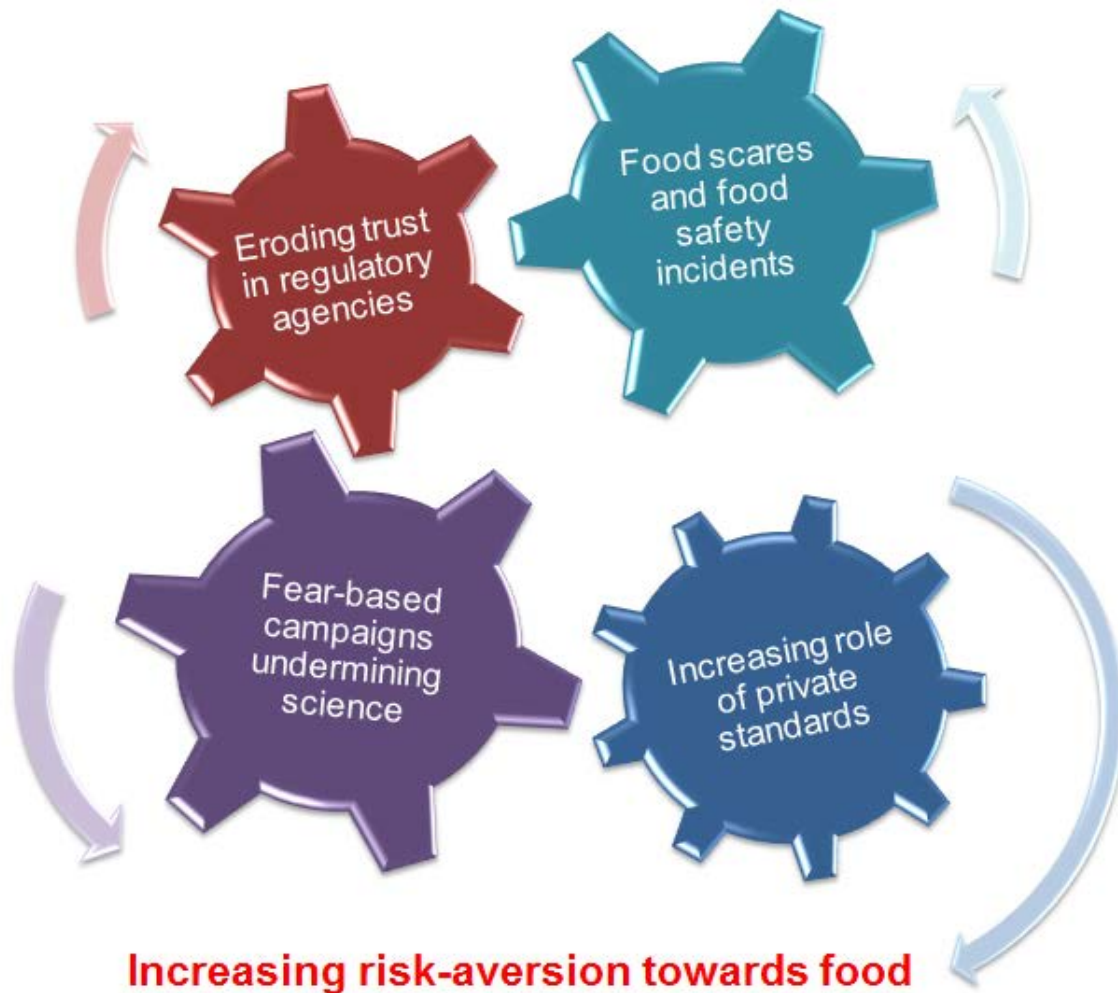 Eroding trust
in regulatory
agencies
Food scares
and food
safety
incidents
Fear-based
campaigns
undermining
science
Increasing role
of private
standards
Increasing risk-aversion towards food